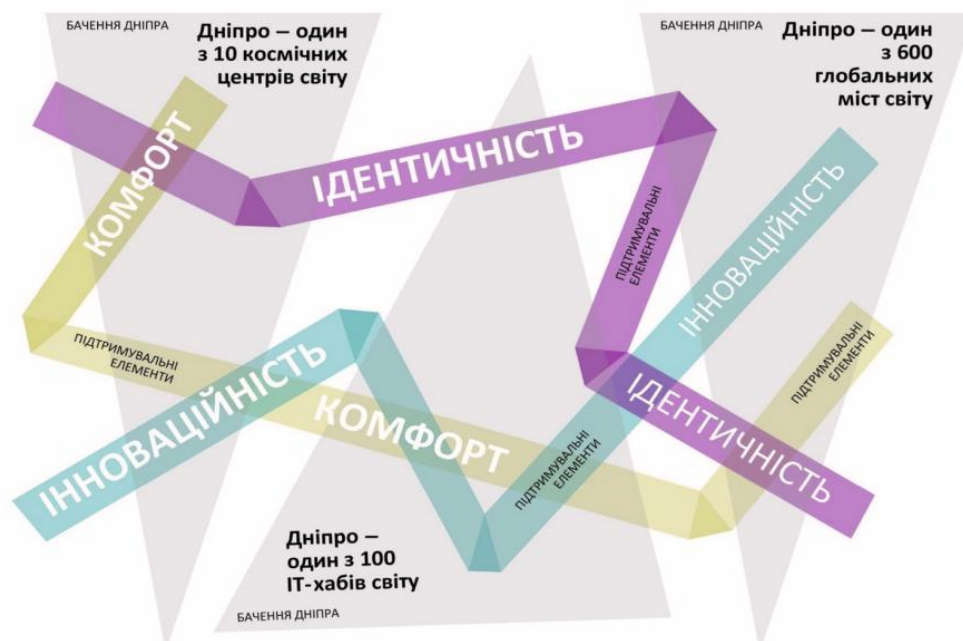 БАЧЕННЯ ДНІПРА
Дніпро – один
з 10 космічних
центрів світу
БАЧЕННЯ ДНІПРА
Дніпро – один
з 600
глобальних
міст світу
КОМФОРТ
ІДЕНТИЧНІСТЬ
ПІДТРИМУВАЛЬНІ
ЕЛЕМЕНТИ
ІННОВАЦІЙНІСТЬ
ПІДТРИМУВАЛЬНІ
ЕЛЕМЕНТИ
ІННОВАЦІЙНІСТЬ
КОМФОРТ
ПІДТРИМУВАЛЬНІ
ЕЛЕМЕНТИ
ІДЕНТИЧНІСТЬ
ПІДТРИМУВАЛЬНІ
ЕЛЕМЕНТИ
Дніпро –
один з 100
ІТ-хабів світу
БАЧЕННЯ ДНІПРА